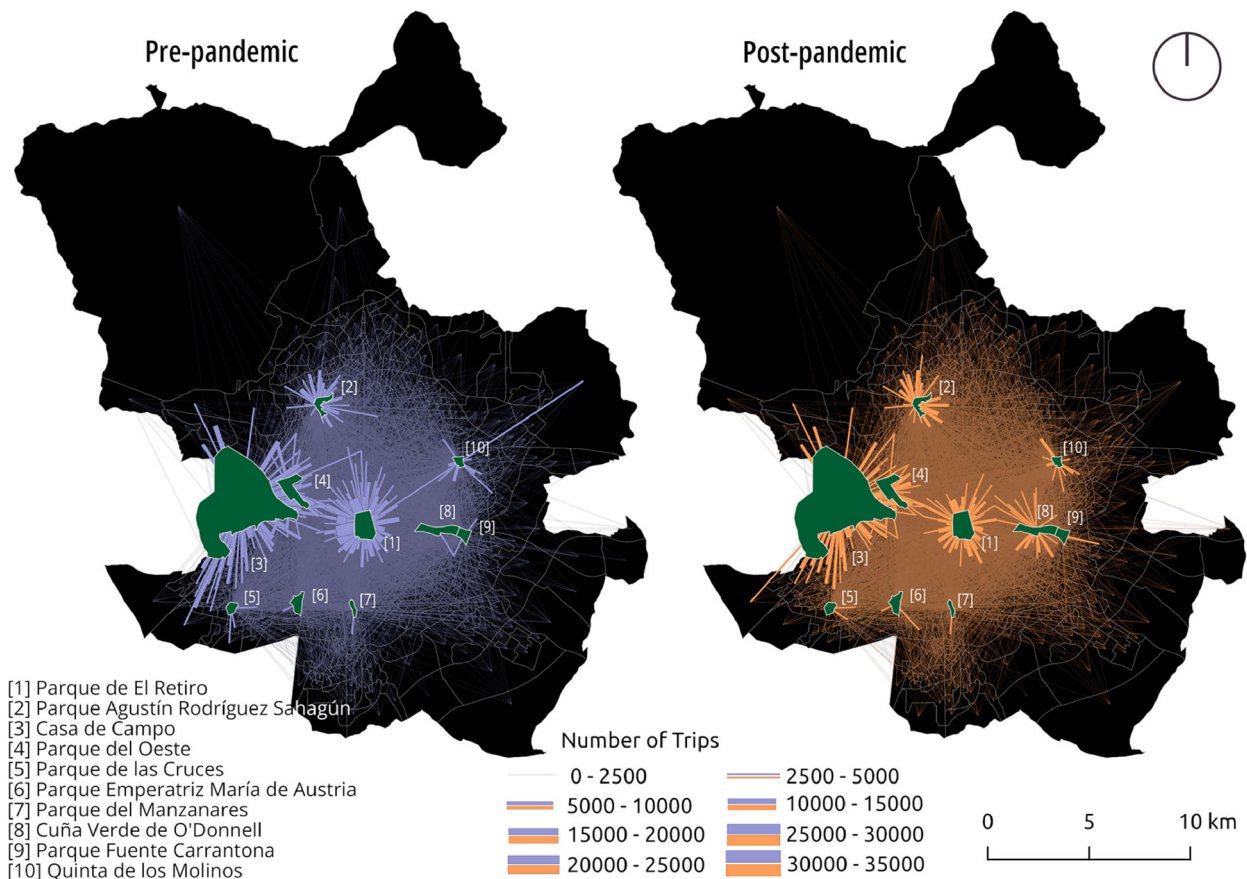 Pre-pandemic
Post-pandemic
[2]
[10]
[4]
[8]
[9]
[1]
[3]
[5]
[6]
[7]
[2]
[10]
[4]
[8]
[9]
[1]
[3]
[5]
[6]
[7]
[1] Parque de El Retiro
[2] Parque Agustín Rodríguez Sahagún
[3] Casa de Campo
[4] Parque del Oeste
[5] Parque de las Cruces
[6] Parque Emperatriz María de Austria
[7] Parque del Manzanares
[8] Cuña Verde de O'Donnell
[9] Parque Fuente Carrantona
[10] Quinta de los Molinos
Number of Trips
0 - 2500
2500 - 5000
5000 - 10000
10000 - 15000
15000 - 20000
25000 - 30000
20000 - 25000
30000 - 35000
0 5 10 km